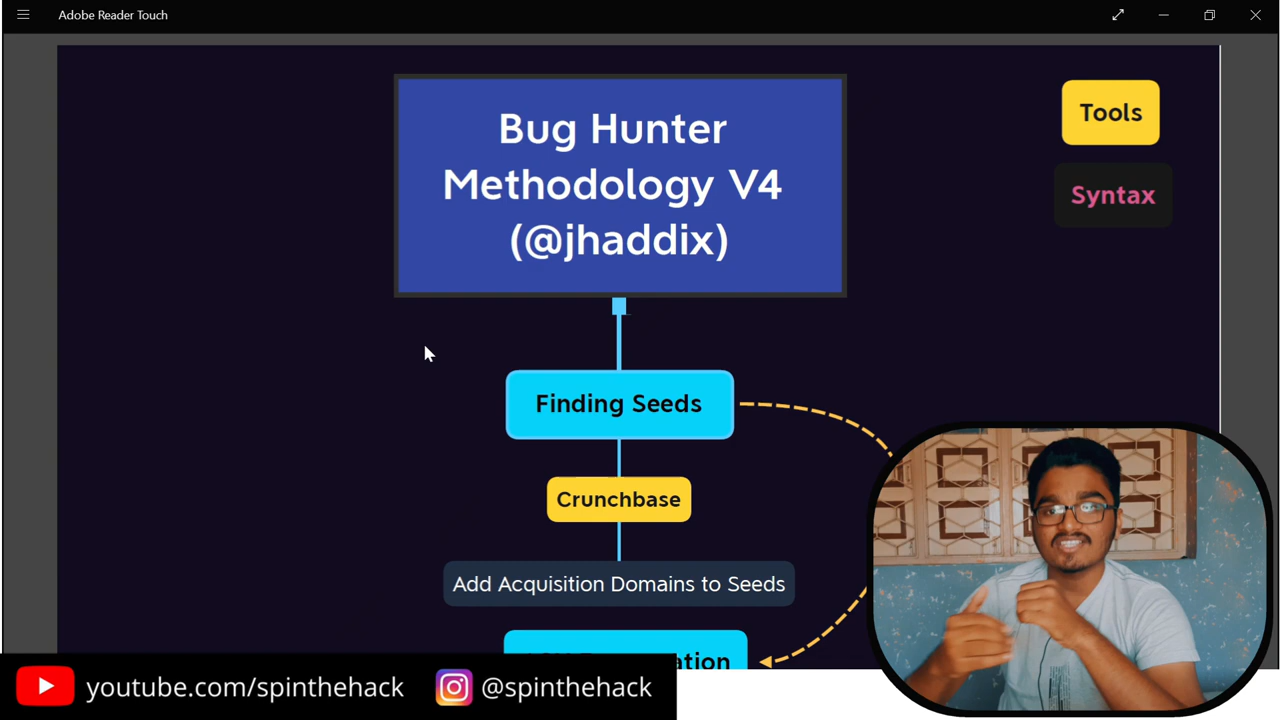 Adobe Reader Touch
Bug Hunter
Methodology V4
(@jhaddix)
Tools
Syntax
Finding Seeds
Crunchbase
Add Acquisition Domains to Seeds
youtube.com/spinthehack
@spinthehack